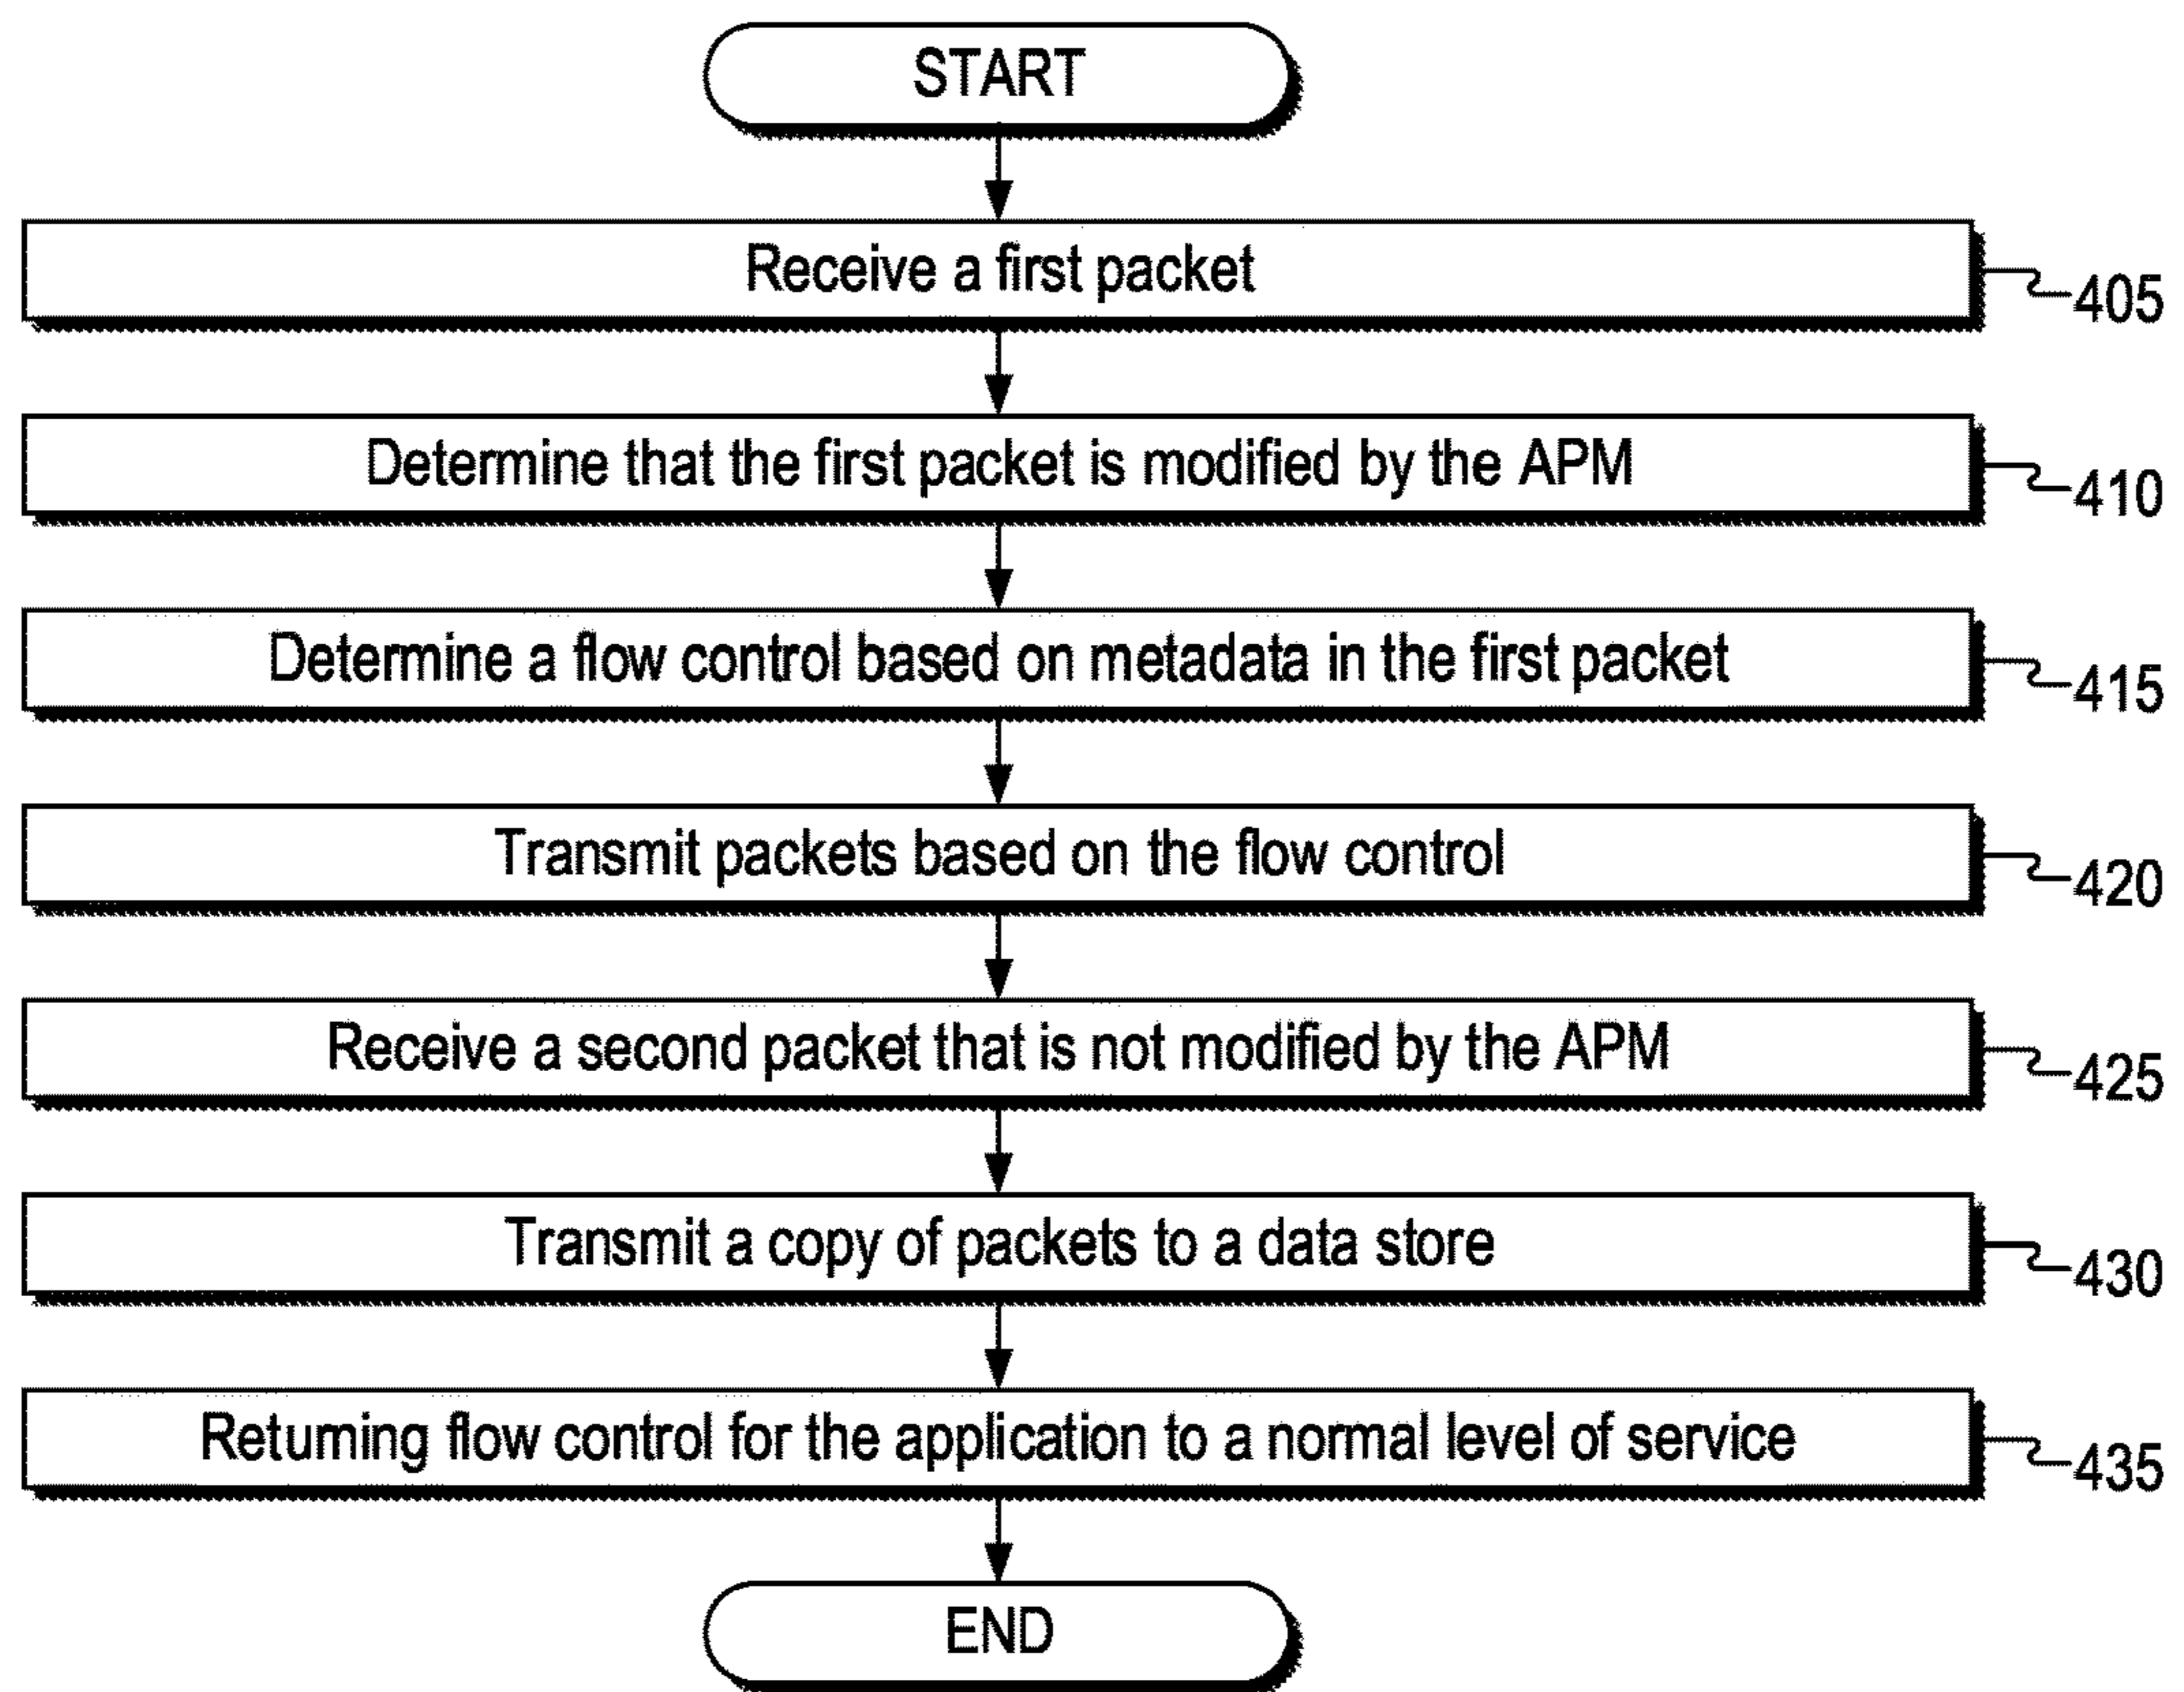 START
Receive a first packet
405
Determine that the first packet is modified by the APM
410
Determine a flow control based on metadata in the first packet
415
Transmit packets based on the flow control
420
Receive a second packet that is not modified by the APM
425
Transmit a copy of packets to a data store
430
Returning flow control for the application to a normal level of service
435
END